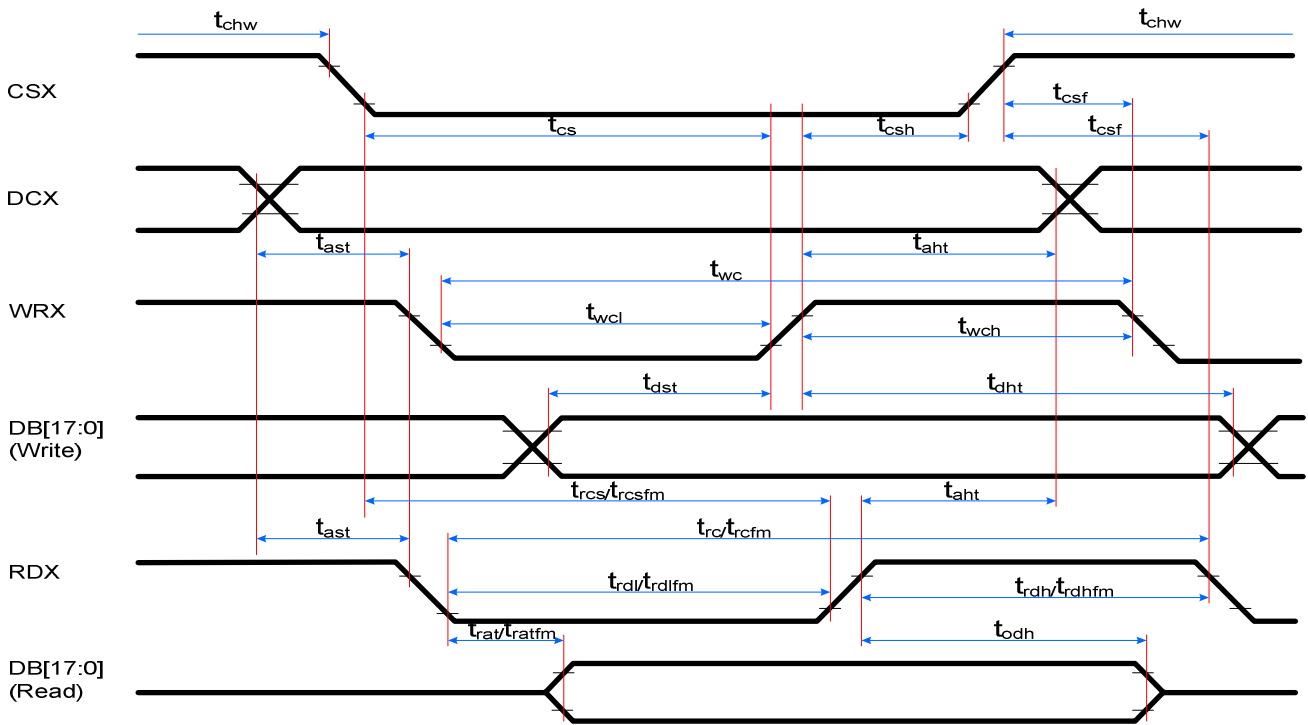 tchw
tchw
CSX
tcsf
tcs
tcsh
tcsf
DCX
tast
taht
twc
WRX
twcl
twch
tdst
tdht
DB[17:0]
(Write)
trcs/trcsfm
taht
tast
trc/trcfm
RDX
trdl/trdlfm
trdh/trdhfm
trat/tratfm
todh
DB[17:0]
(Read)